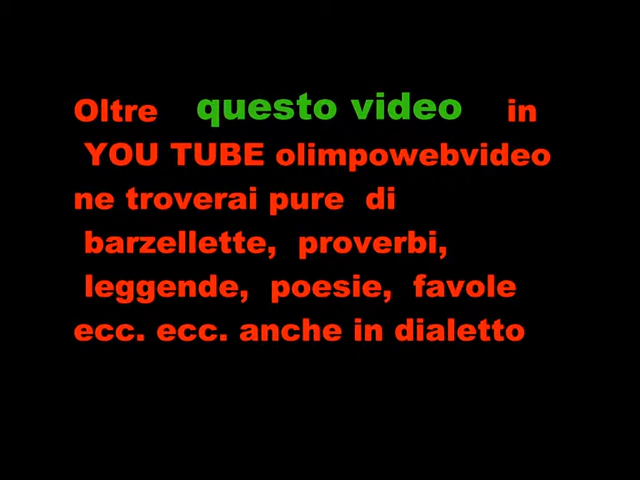 Oltre questo video in
YOU TUBE olimpowebvideo
ne troverai pure di
barzellette, proverbi,
leggende, poesie, favole
ecc. ecc. anche in dialetto